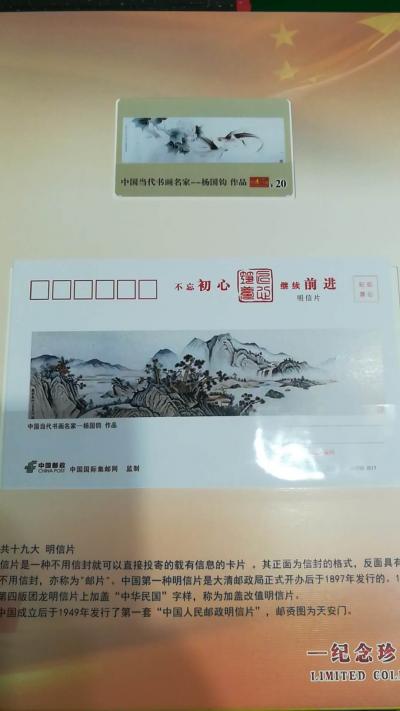 中国当代书画名家--杨国钧 作品 ￥20
不忘 初心 继续 前进
明信片
中国当代书画名家--杨国钧 作品
中国邮政 CHINA POST 中国国际集邮网 监制
共十九大 明信片
信片是一种不用信封就可以直接投寄的载有信息的卡片 ，其正面为信封的格式，反面具有
不用信封，亦称为"邮片"。中国第一种明信片是大清邮政局正式开办后于1897年发行的。1
第四版团龙明信片上加盖"中华民国"字样，称为加盖改值明信片。
中国成立后于1949年发行了第一套"中国人民邮政明信片"，邮资图为天安门。
一纪念珍
LIMITED COL